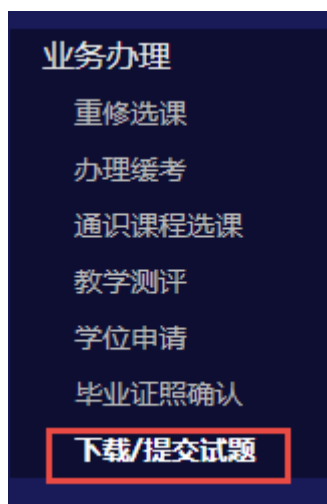 业务办理
重修选课
办理缓考
通识课程选课
教学测评
学位申请
毕业证照确认
下载/提交试题